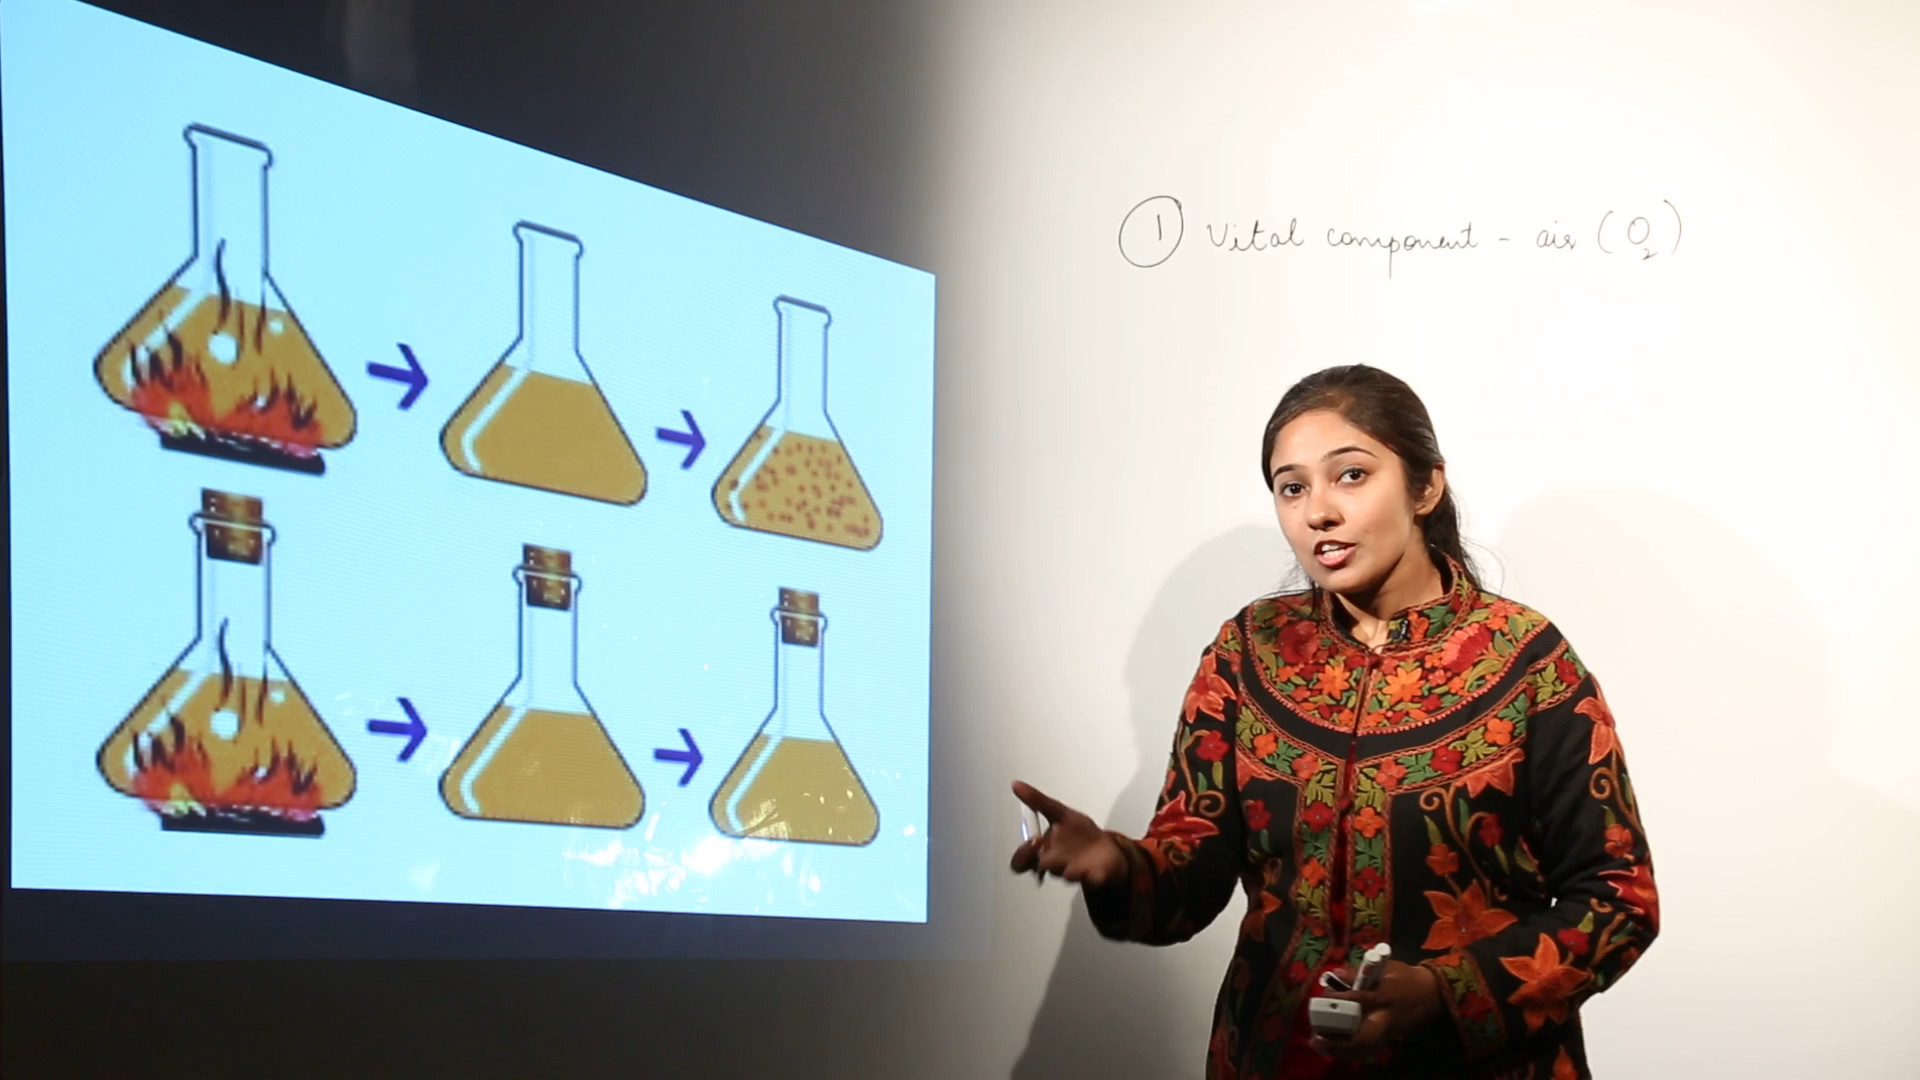 ① Vital component - air (O₂)